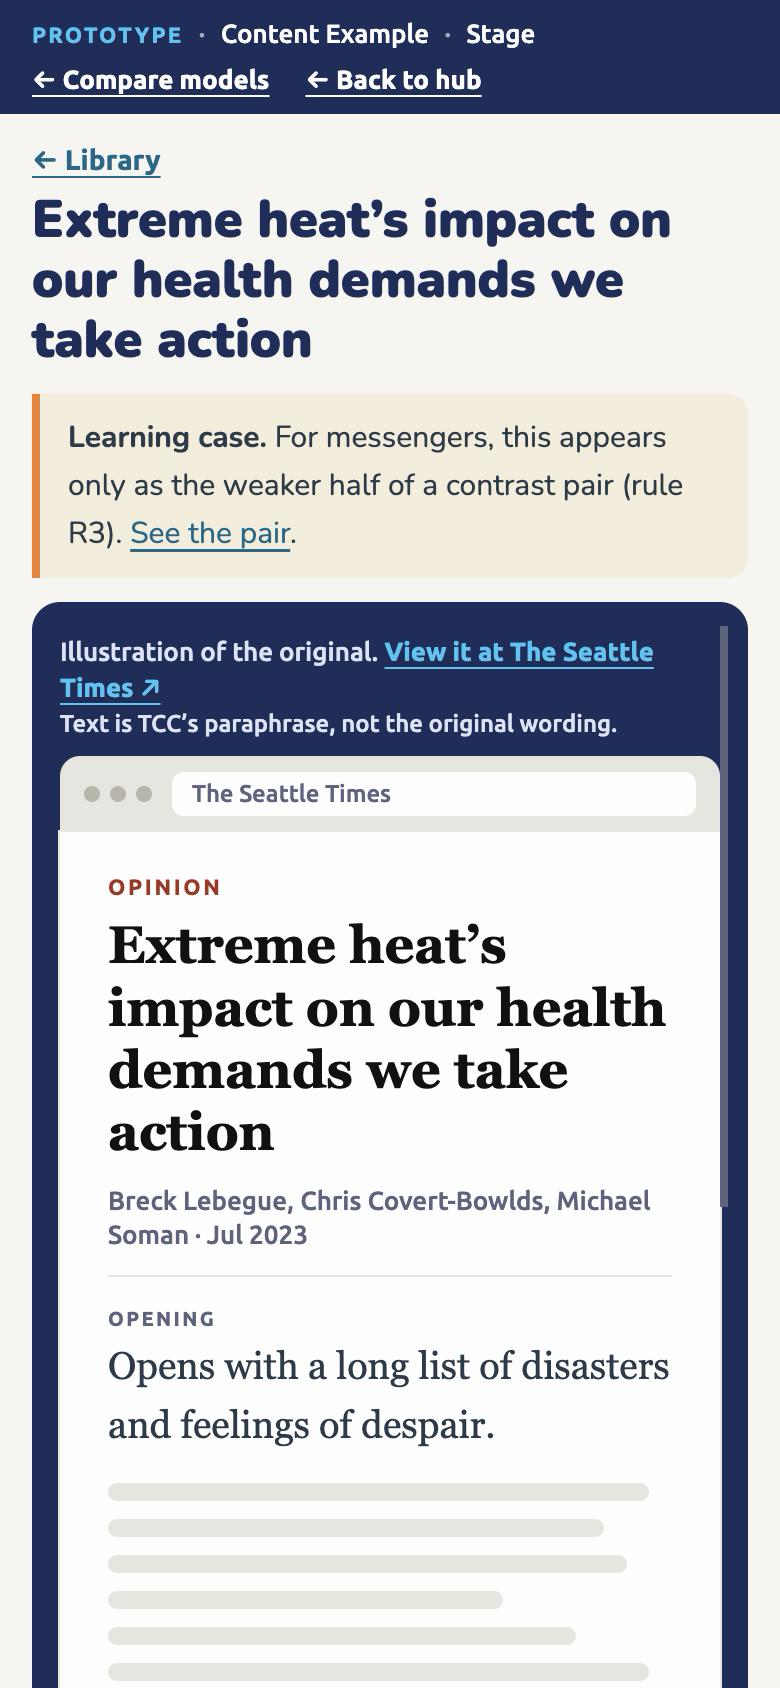 PROTOTYPE · Content Example · Stage
← Compare models ← Back to hub
← Library
Extreme heat’s impact on
our health demands we
take action
Learning case. For messengers, this appears
only as the weaker half of a contrast pair (rule
R3). See the pair.
Illustration of the original. View it at The Seattle
Times ↗
Text is TCC’s paraphrase, not the original wording.
The Seattle Times
OPINION
Extreme heat’s
impact on our health
demands we take
action
Breck Lebegue, Chris Covert-Bowlds, Michael
Soman · Jul 2023
OPENING
Opens with a long list of disasters
and feelings of despair.